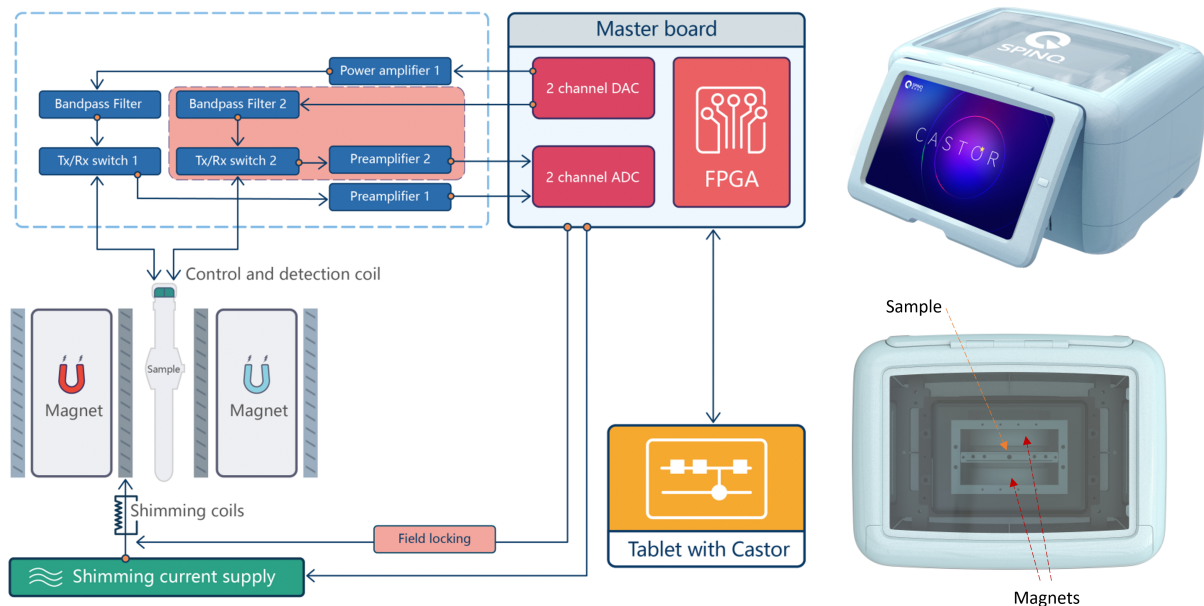 Master board
Power amplifier 1
2 channel DAC
Bandpass Filter
Bandpass Filter 2
FPGA
Tx/Rx switch 1
Tx/Rx switch 2
Preamplifier 2
2 channel ADC
Preamplifier 1
Control and detection coil
Sample
Magnet
Magnet
Shimming coils
Field locking
Shimming current supply
Tablet with Castor
SPINQ
SPINQ
CASTOR
Sample
Magnets